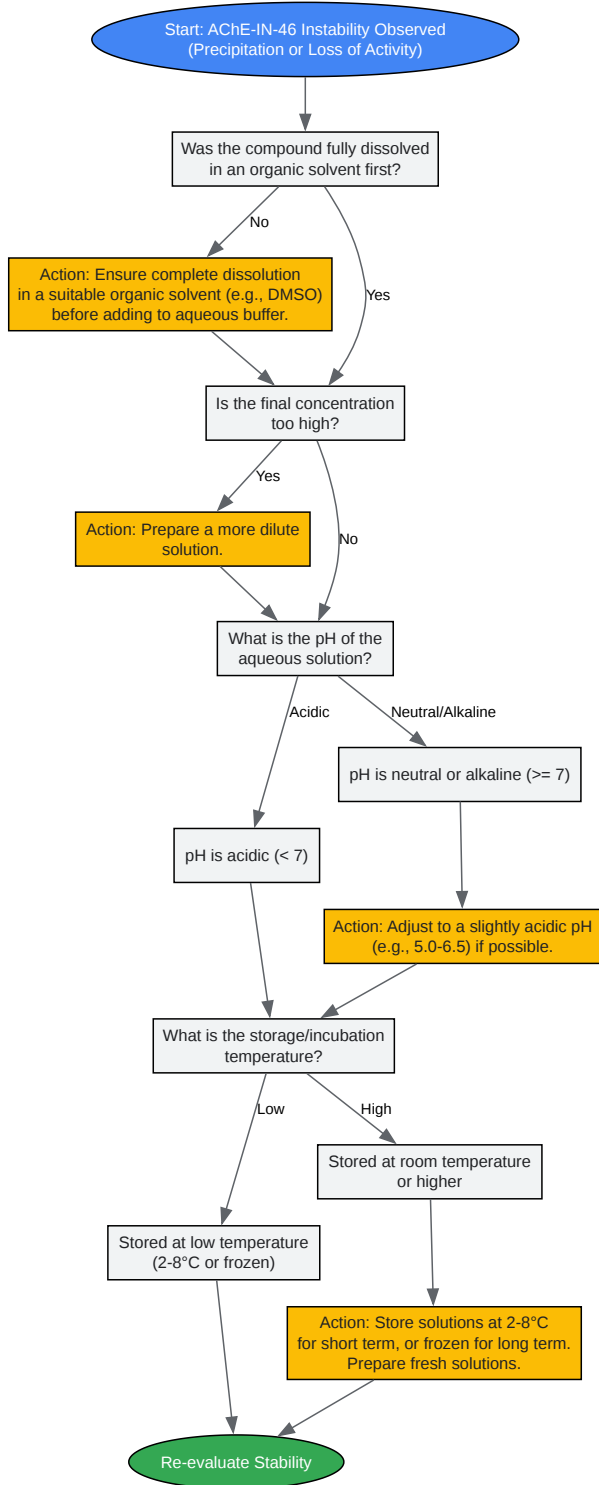 Start: AChE-IN-46 Instability Observed
(Precipitation or Loss of Activity)
Was the compound fully dissolved
in an organic solvent first?
No
Yes
Action: Ensure complete dissolution
in a suitable organic solvent (e.g., DMSO)
before adding to aqueous buffer.
Is the final concentration
too high?
Yes
No
Action: Prepare a more dilute
solution.
What is the pH of the
aqueous solution?
Acidic
Neutral/Alkaline
pH is neutral or alkaline (>= 7)
pH is acidic (< 7)
Action: Adjust to a slightly acidic pH
(e.g., 5.0-6.5) if possible.
What is the storage/incubation
temperature?
Low
High
Stored at room temperature
or higher
Stored at low temperature
(2-8°C or frozen)
Action: Store solutions at 2-8°C
for short term, or frozen for long term.
Prepare fresh solutions.
Re-evaluate Stability